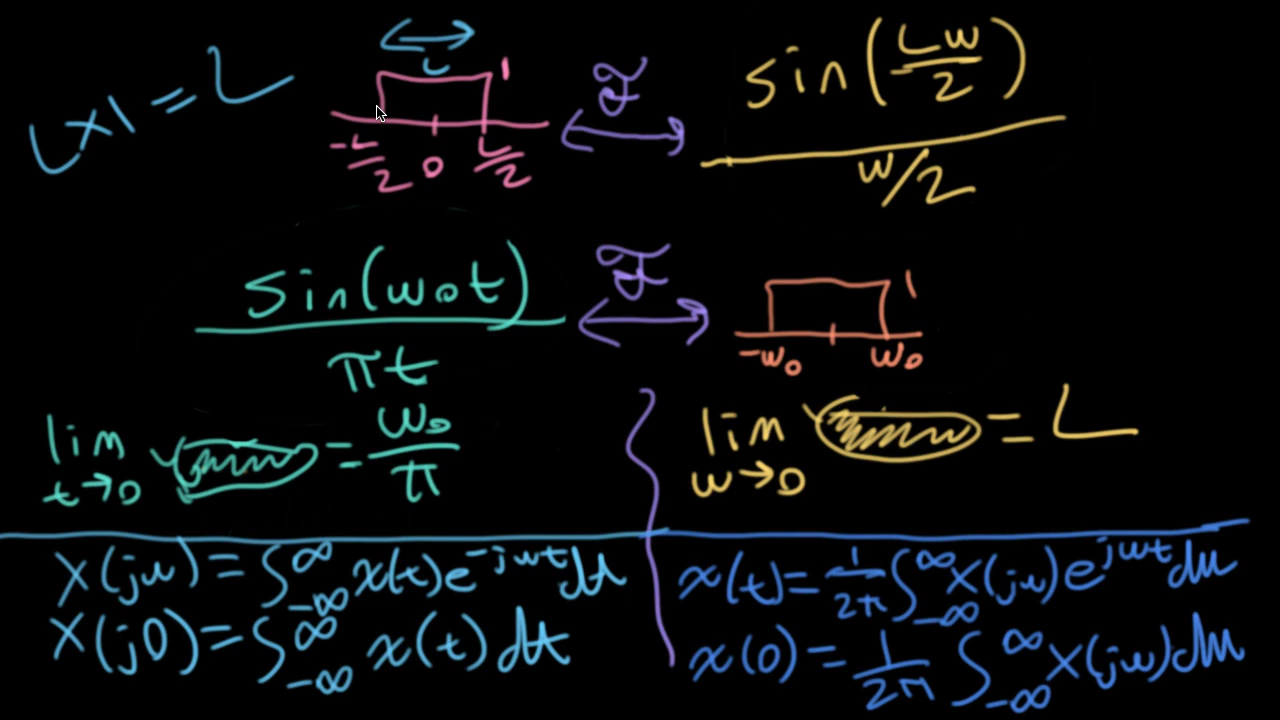 L×1 = L
L 1
-L/2 0 L/2
ℱ
sin(Lw/2)
w/2
sin(w₀t)
πt
ℱ
1
-w₀ w₀
lim t→0 = w₀/π
lim w→0 = L
X(jw) = ∫_{-∞}^{∞} x(t)e^{-jwt}dt
X(j0) = ∫_{-∞}^{∞} x(t) dt
x(t) = 1/2π ∫_{-∞}^{∞} X(jw)e^{jwt}dw
x(0) = 1/2π ∫_{-∞}^{∞} X(jw)dw